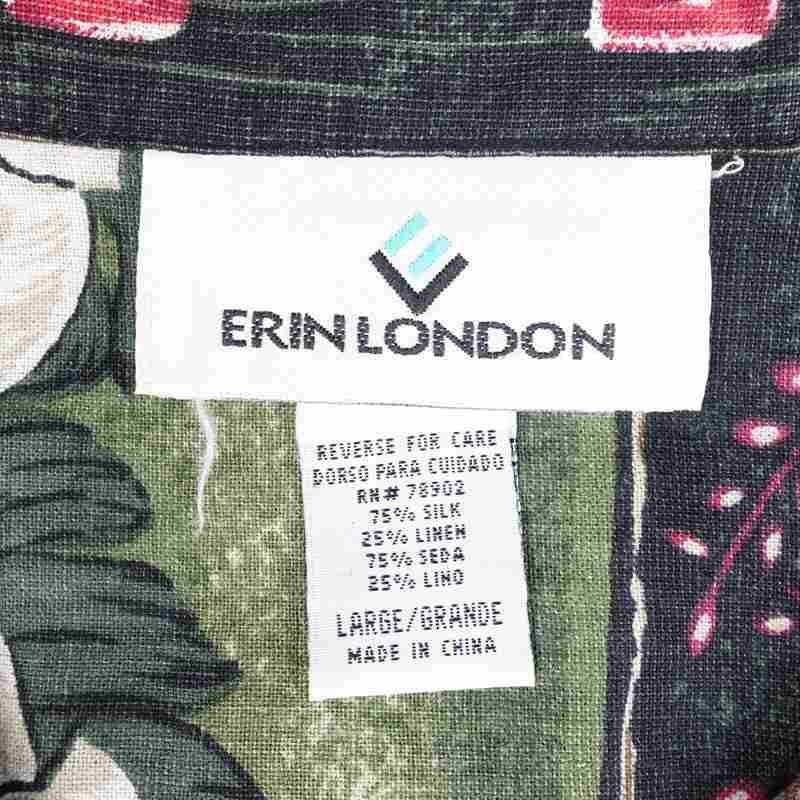 ERIN LONDON
REVERSE FOR CARE
DORSO PARA CUIDADO
RN# 78902
75% SILK
25% LINEN
75% SEDA
25% LINO
LARGE/GRANDE
MADE IN CHINA